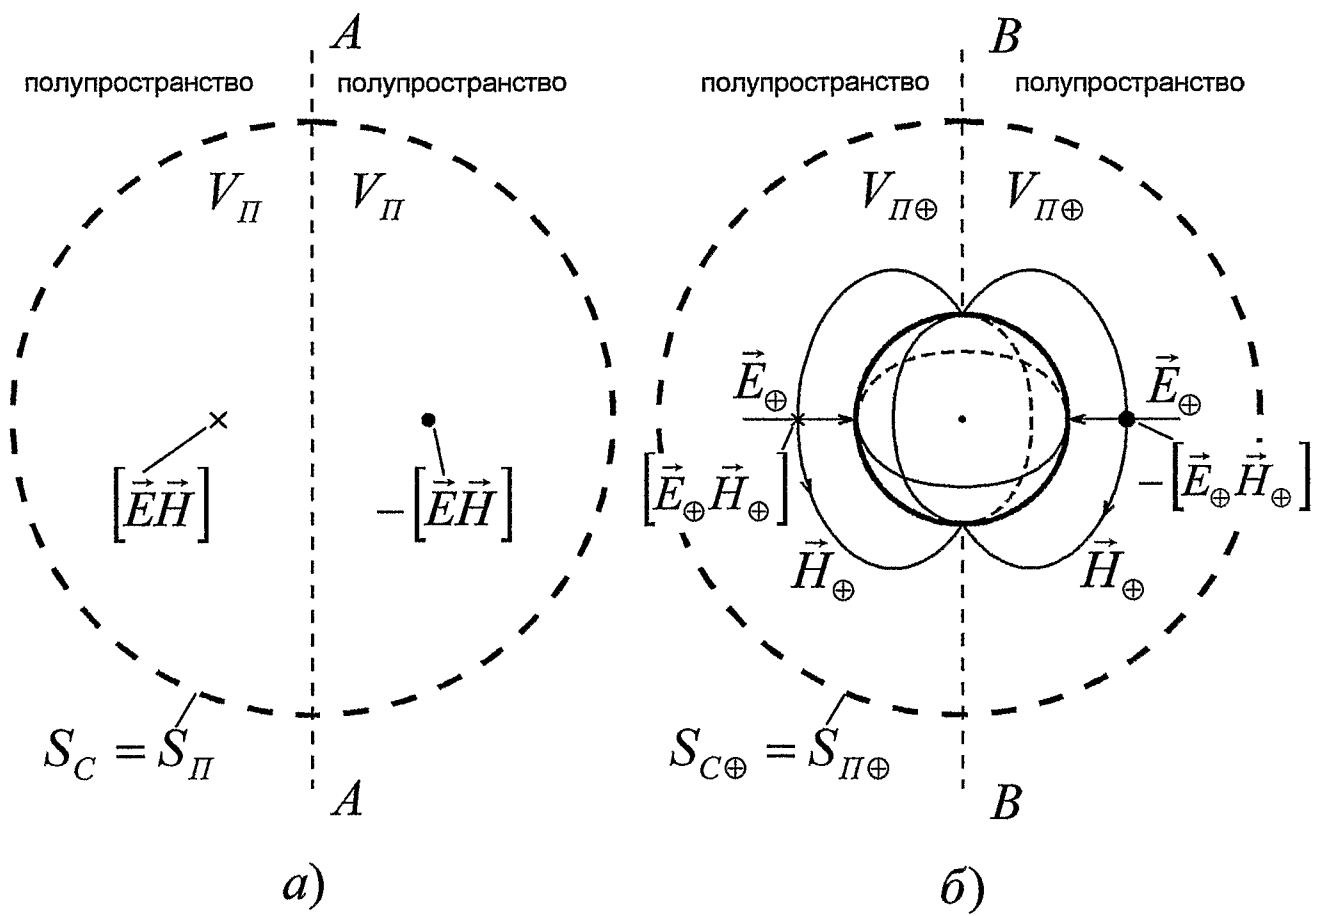 A
B
полупространство полупространство
полупространство полупространство
V_П V_П
V_П⊕ V_П⊕
E⃗_⊕
E⃗_⊕
[E⃗H⃗] −[E⃗H⃗]
[E⃗_⊕H⃗_⊕] −[E⃗_⊕H⃗_⊕]
H⃗_⊕ H⃗_⊕
S_C = S_П
S_C⊕ = S_П⊕
A
B
а)
б)